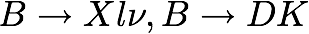 B → Xlν, B → DK